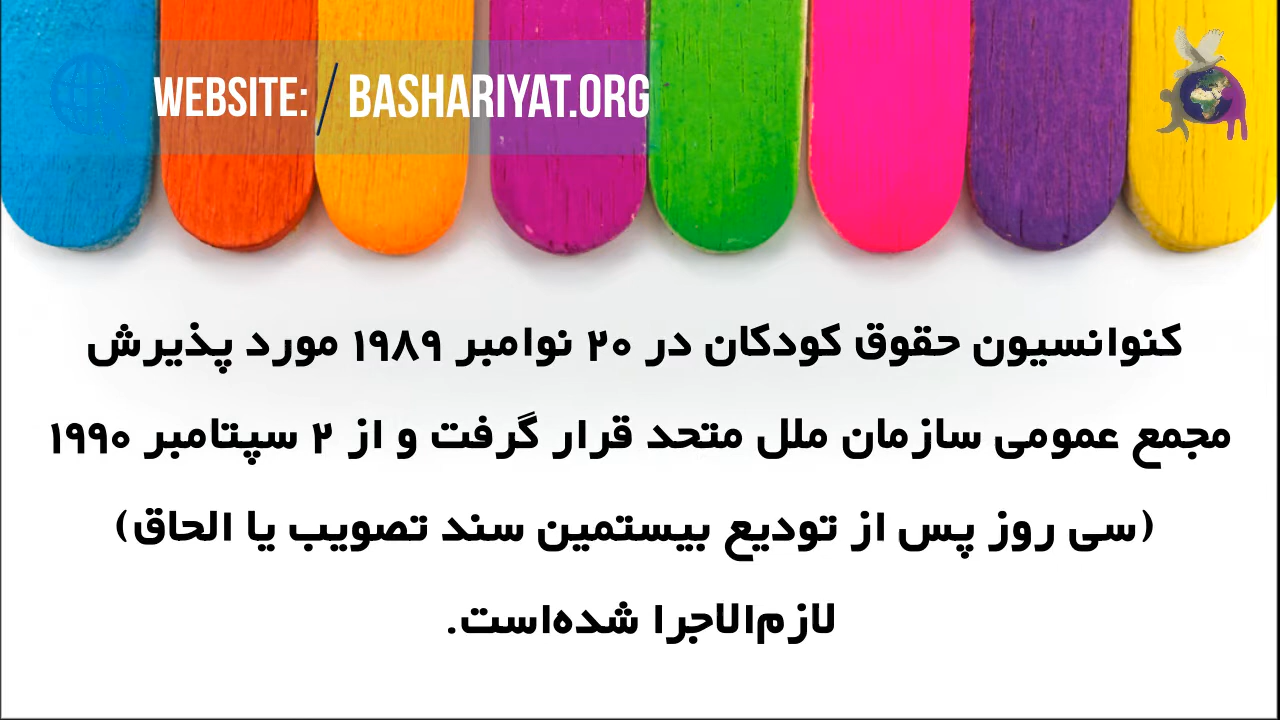 WEBSITE: / BASHARIYAT.ORG
کنوانسیون حقوق کودکان در ۲۰ نوامبر ۱۹۸۹ مورد پذیرش
مجمع عمومی سازمان ملل متحد قرار گرفت و از ۲ سپتامبر ۱۹۹۰
(سی روز پس از تودیع بیستمین سند تصویب یا الحاق)
لازم‌الاجرا شده‌است.